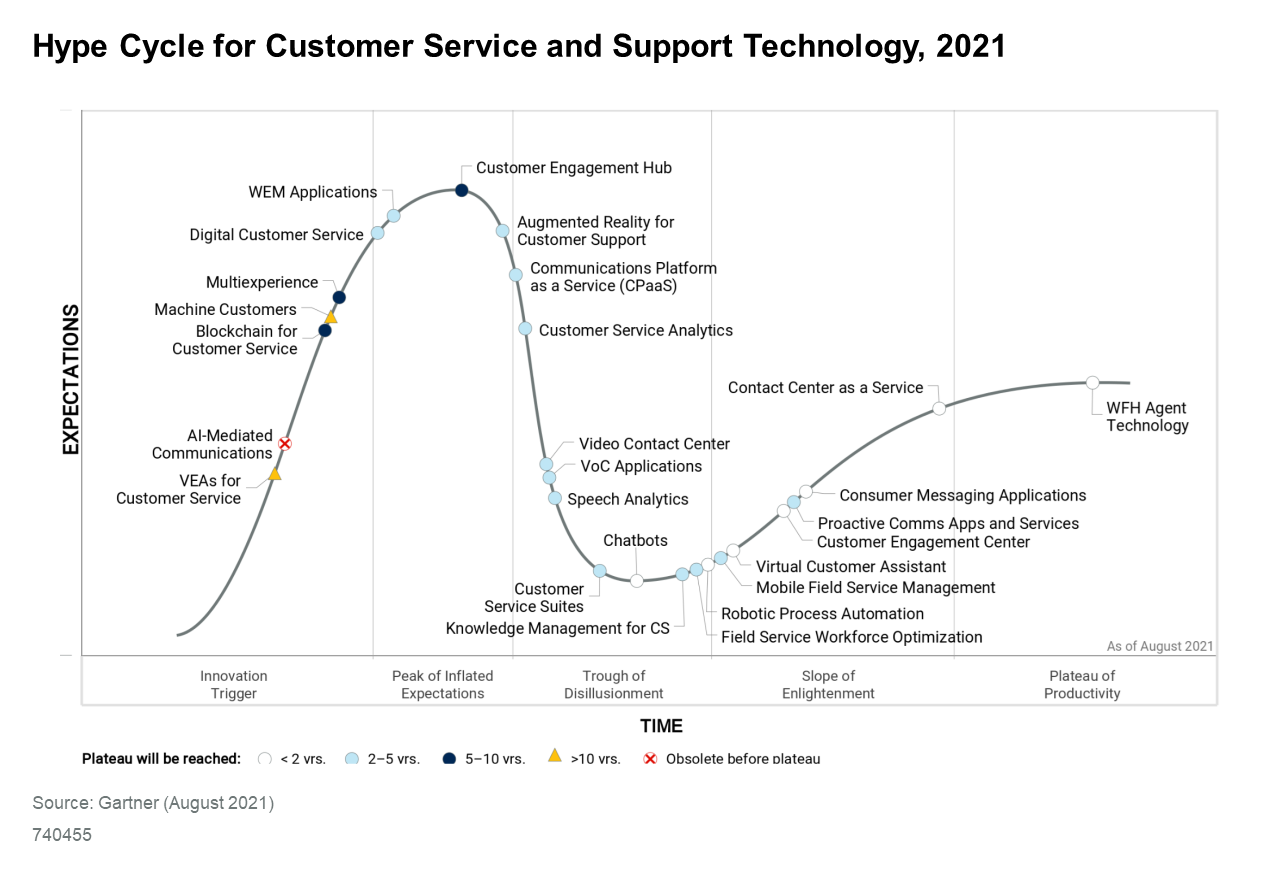 Hype Cycle for Customer Service and Support Technology, 2021
Customer Engagement Hub
WEM Applications
Digital Customer Service
Augmented Reality for
Customer Support
Communications Platform
as a Service (CPaaS)
Multiexperience
Machine Customers
Blockchain for
Customer Service
Customer Service Analytics
EXPECTATIONS
Contact Center as a Service
WFH Agent
Technology
AI-Mediated
Communications
VEAs for
Customer Service
Video Contact Center
VoC Applications
Speech Analytics
Consumer Messaging Applications
Proactive Comms Apps and Services
Customer Engagement Center
Chatbots
Virtual Customer Assistant
Mobile Field Service Management
Customer
Service Suites
Robotic Process Automation
Knowledge Management for CS
Field Service Workforce Optimization
As of August 2021
Innovation
Trigger
Peak of Inflated
Expectations
Trough of
Disillusionment
Slope of
Enlightenment
Plateau of
Productivity
TIME
Plateau will be reached: < 2 yrs. 2–5 yrs. 5–10 yrs. >10 yrs. Obsolete before plateau
Source: Gartner (August 2021)
740455